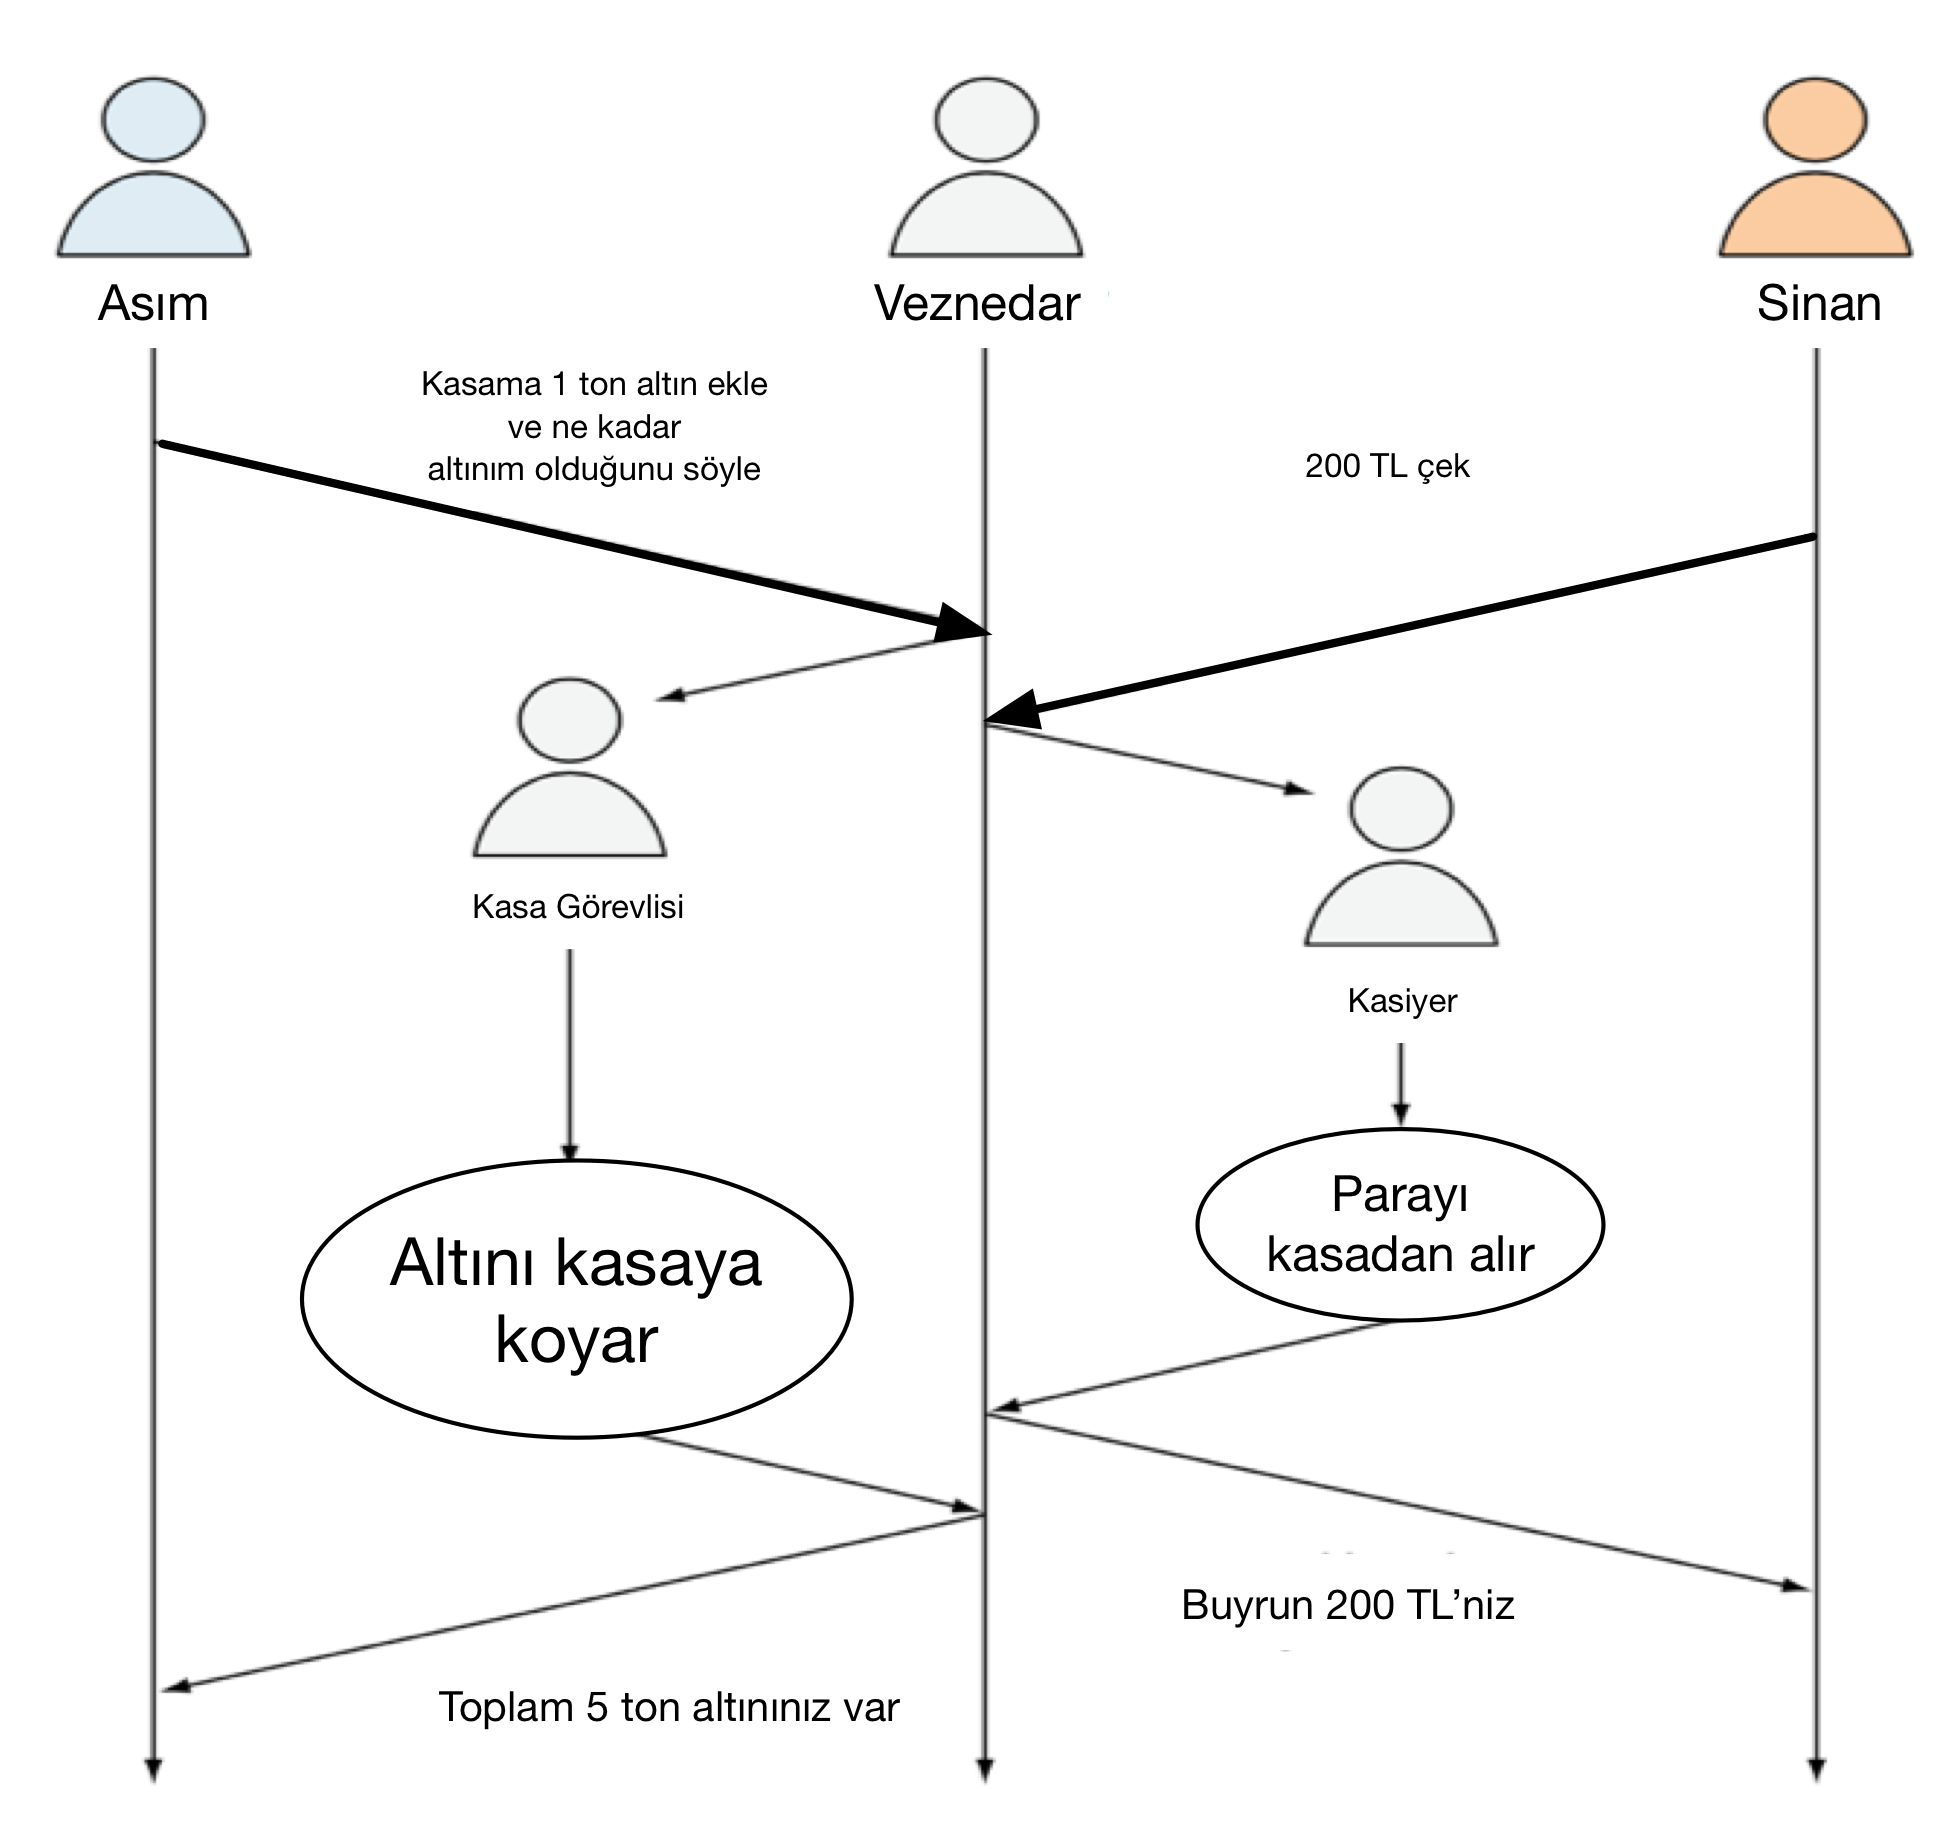 Asım
Veznedar
Sinan
Kasama 1 ton altın ekle
ve ne kadar
altınım olduğunu söyle
200 TL çek
Kasa Görevlisi
Kasiyer
Altını kasaya
koyar
Parayı
kasadan alır
Buyrun 200 TL’niz
Toplam 5 ton altınınız var